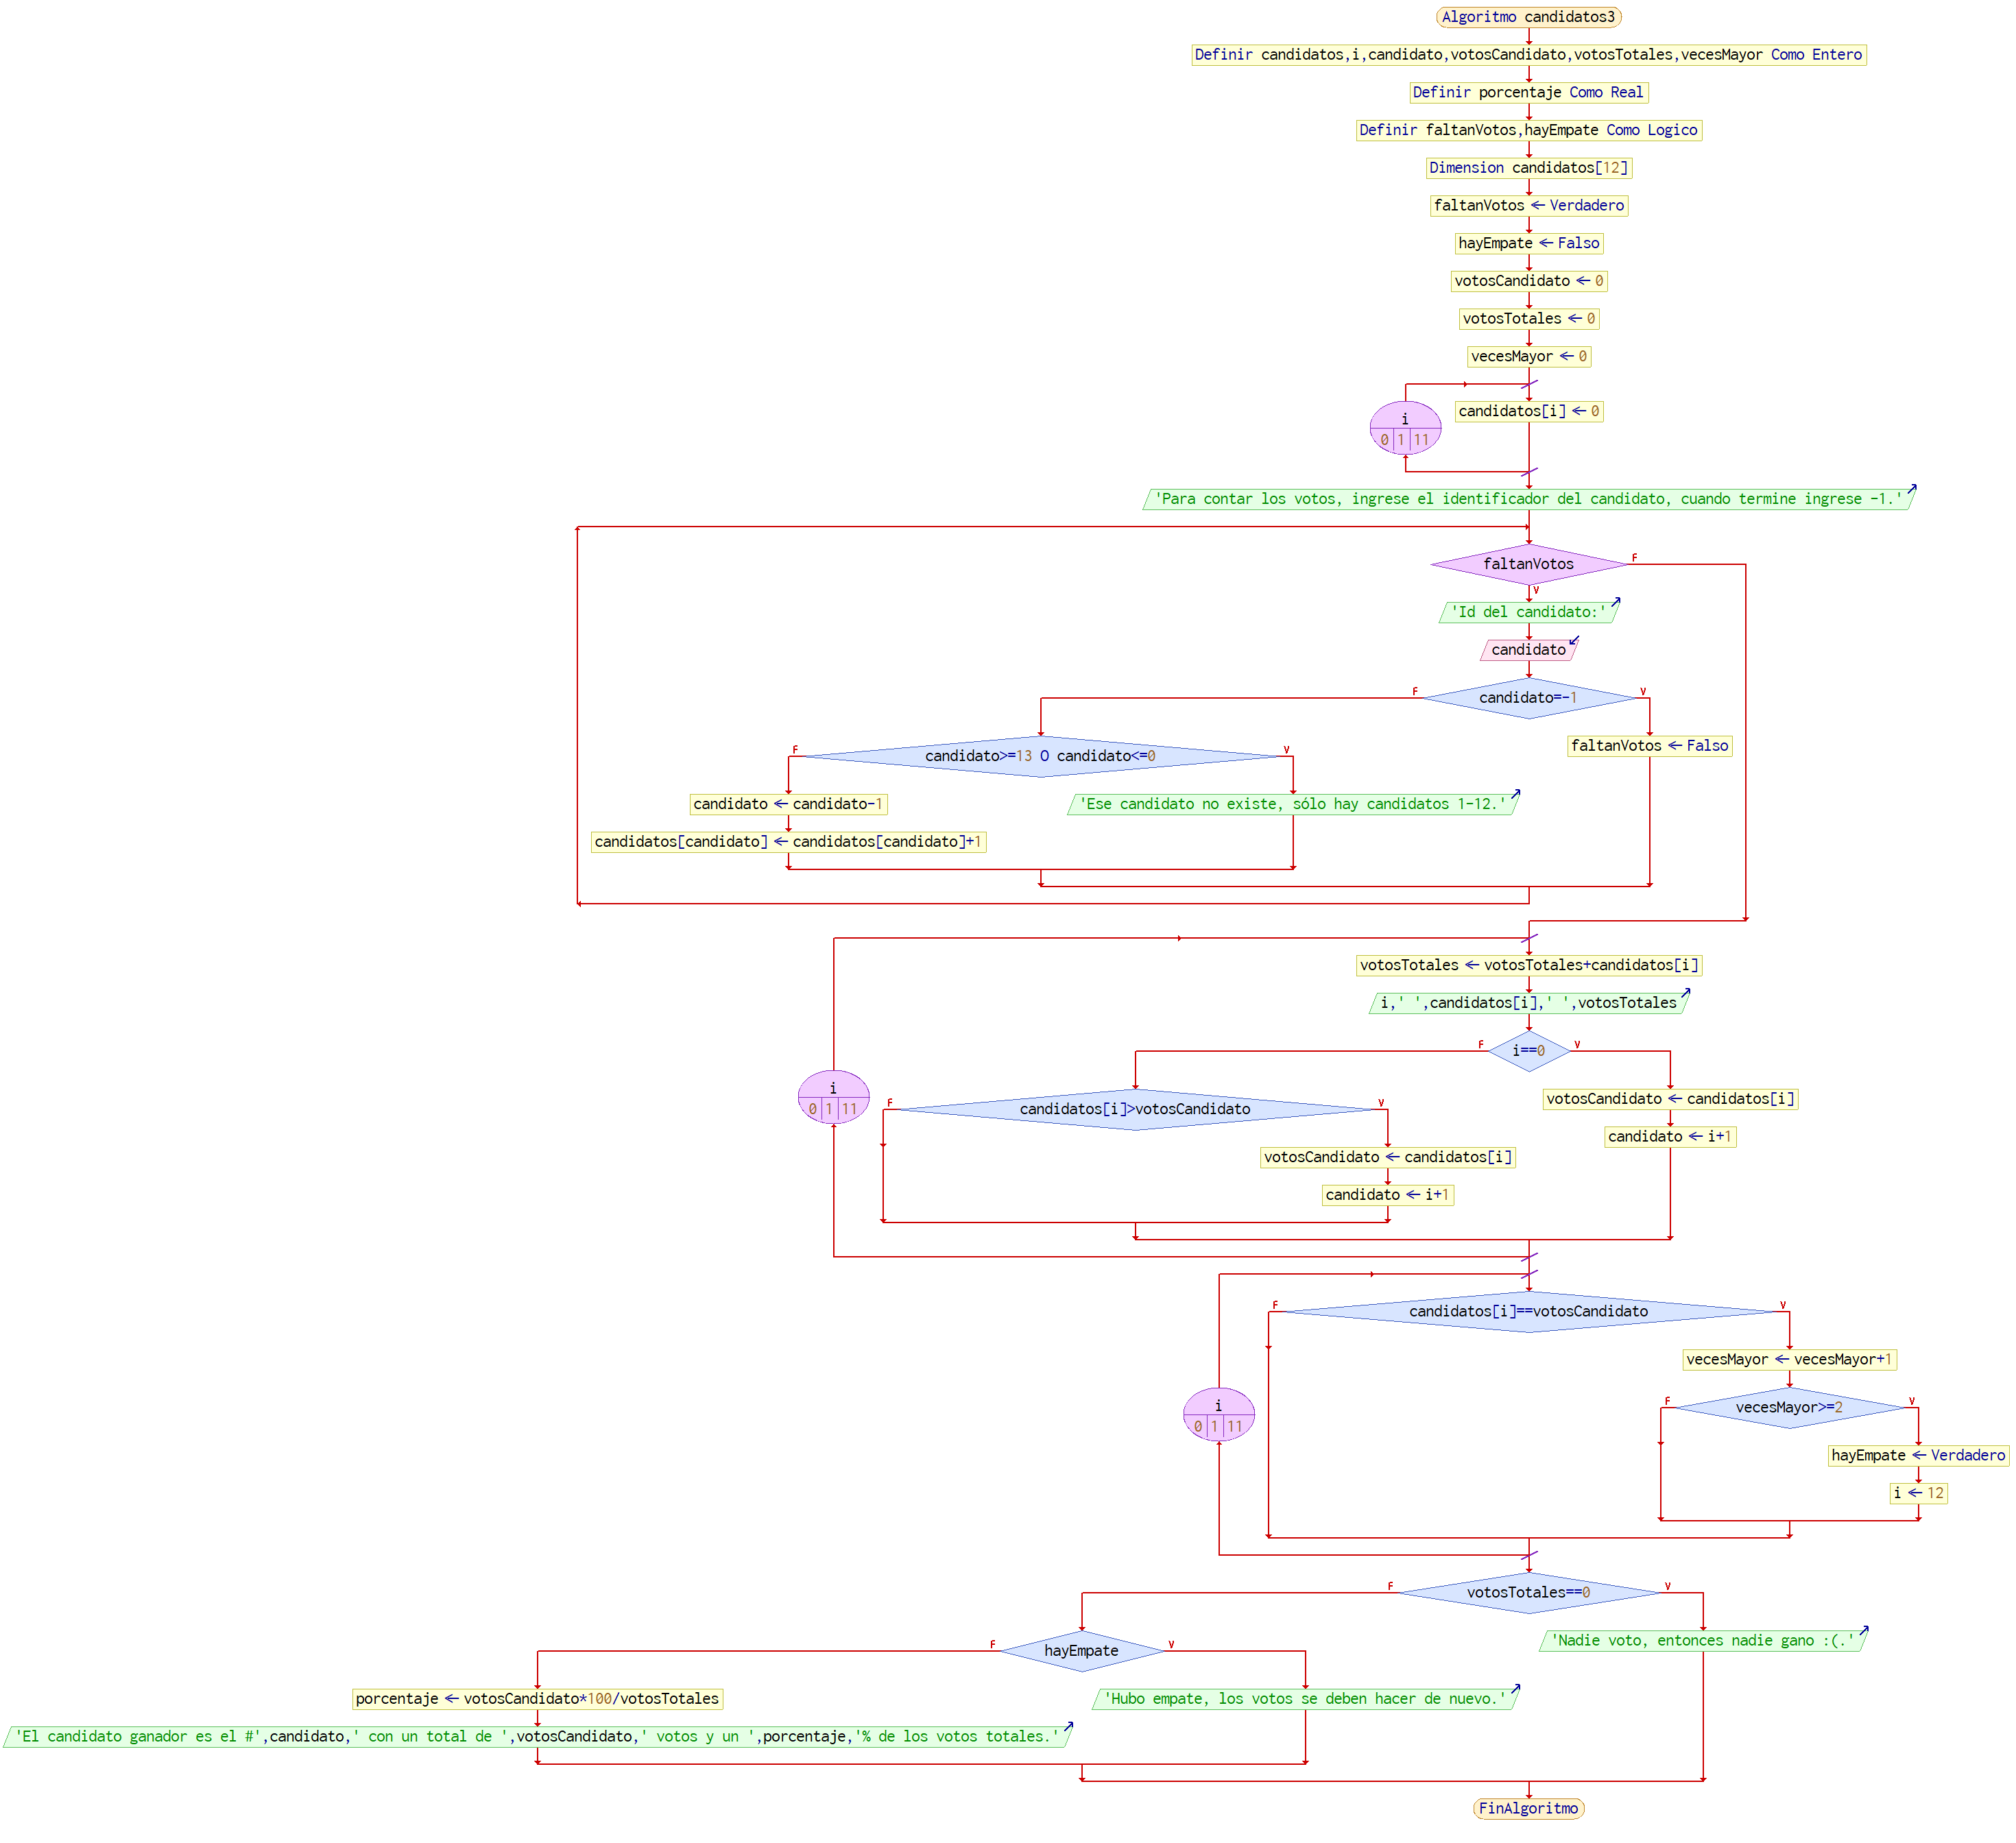 Algoritmo candidatos3
Definir candidatos,i,candidato,votosCandidato,votosTotales,vecesMayor Como Entero
Definir porcentaje Como Real
Definir faltanVotos,hayEmpate Como Logico
Dimension candidatos[12]
faltanVotos ← Verdadero
hayEmpate ← Falso
votosCandidato ← 0
votosTotales ← 0
vecesMayor ← 0
candidatos[i] ← 0
i
0 1 11
'Para contar los votos, ingrese el identificador del candidato, cuando termine ingrese -1.'
faltanVotos
F
V
'Id del candidato:'
candidato
F
candidato=-1
V
faltanVotos ← Falso
F
candidato>=13 O candidato<=0
V
candidato ← candidato-1
'Ese candidato no existe, sólo hay candidatos 1-12.'
candidatos[candidato] ← candidatos[candidato]+1
votosTotales ← votosTotales+candidatos[i]
i,' ',candidatos[i],' ',votosTotales
F
i==0
V
i
0 1 11
votosCandidato ← candidatos[i]
F
candidatos[i]>votosCandidato
V
candidato ← i+1
votosCandidato ← candidatos[i]
candidato ← i+1
F
candidatos[i]==votosCandidato
V
vecesMayor ← vecesMayor+1
i
0 1 11
F
vecesMayor>=2
V
hayEmpate ← Verdadero
i ← 12
F
votosTotales==0
V
F
hayEmpate
V
'Nadie voto, entonces nadie gano :(.'
porcentaje ← votosCandidato*100/votosTotales
'Hubo empate, los votos se deben hacer de nuevo.'
'El candidato ganador es el #',candidato,' con un total de ',votosCandidato,' votos y un ',porcentaje,'% de los votos totales.'
FinAlgoritmo